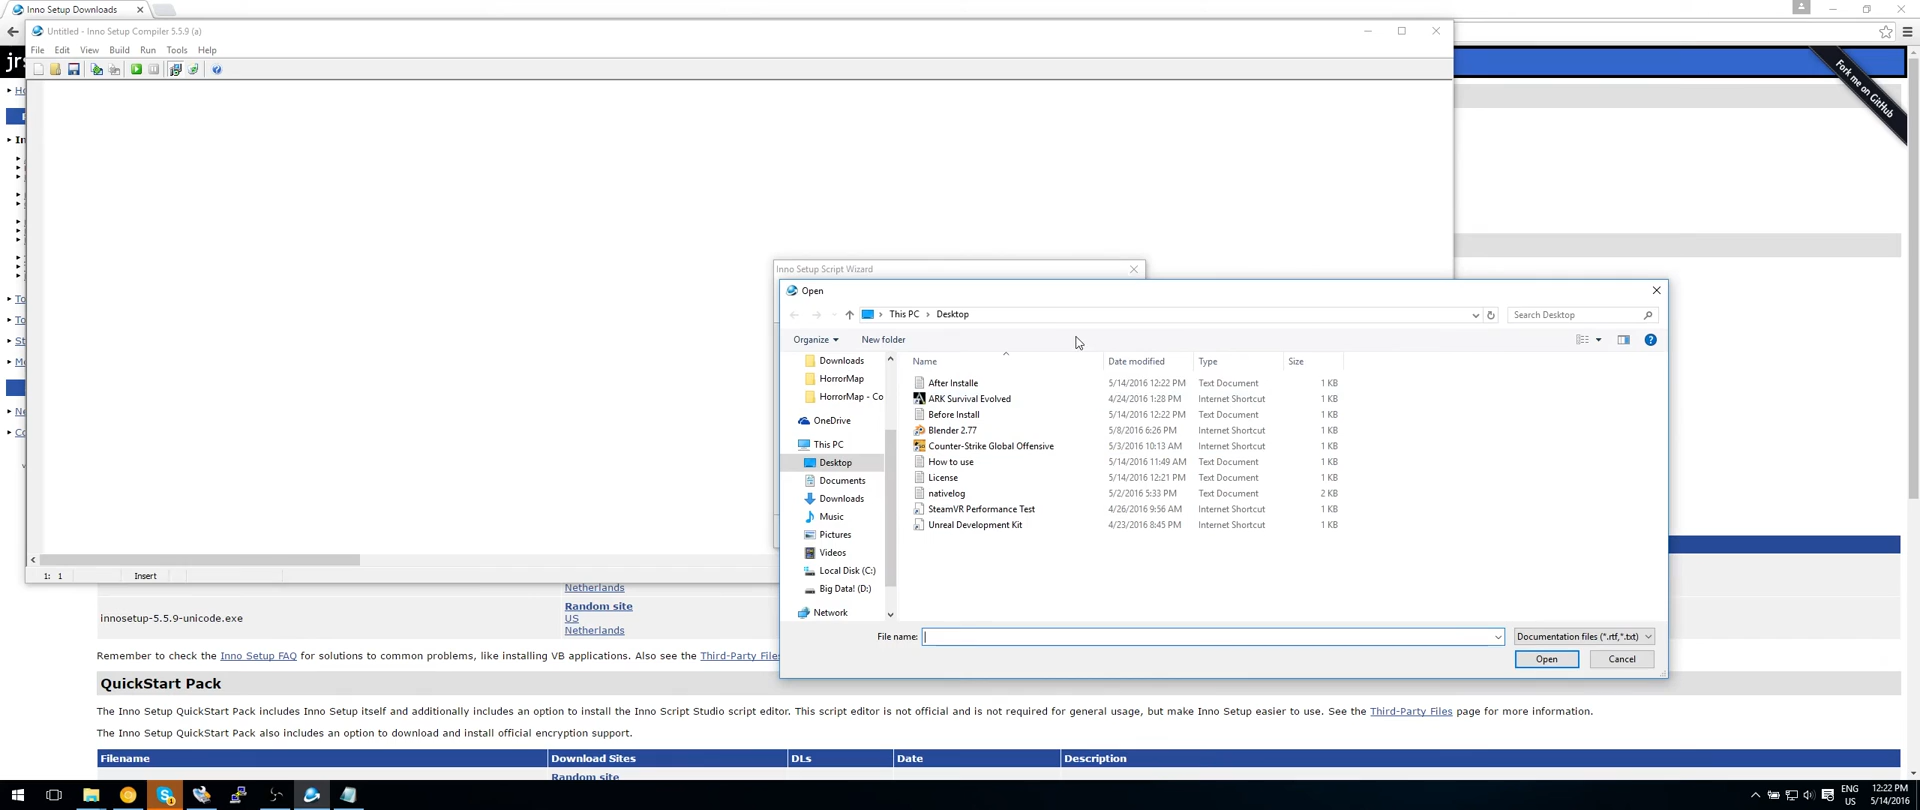 Inno Setup Downloads
Untitled - Inno Setup Compiler 5.5.9 (a)
File Edit View Build Run Tools Help
Fork me on GitHub
Inno Setup Script Wizard
Open
This PC > Desktop
Search Desktop
Organize New folder
Name Date modified Type Size
Downloads
HorrorMap
HorrorMap - Co
OneDrive
This PC
Desktop
Documents
Downloads
Music
Pictures
Videos
Local Disk (C:)
Big Data! (D:)
Network
After Installe 5/14/2016 12:22 PM Text Document 1 KB
ARK Survival Evolved 4/24/2016 1:28 PM Internet Shortcut 1 KB
Before Install 5/14/2016 12:22 PM Text Document 1 KB
Blender 2.77 5/8/2016 6:26 PM Internet Shortcut 1 KB
Counter-Strike Global Offensive 5/3/2016 10:13 AM Internet Shortcut 1 KB
How to use 5/14/2016 11:49 AM Text Document 1 KB
License 5/14/2016 12:21 PM Text Document 1 KB
nativelog 5/2/2016 5:33 PM Text Document 2 KB
SteamVR Performance Test 4/26/2016 9:56 AM Internet Shortcut 1 KB
Unreal Development Kit 4/23/2016 8:45 PM Internet Shortcut 1 KB
File name: Documentation files (*.rtf,*.txt)
Open Cancel
1: 1 Insert
Netherlands
innosetup-5.5.9-unicode.exe
Random site
US
Netherlands
Remember to check the Inno Setup FAQ for solutions to common problems, like installing VB applications. Also see the Third-Party Files
QuickStart Pack
The Inno Setup QuickStart Pack includes Inno Setup itself and additionally includes an option to install the Inno Script Studio script editor. This script editor is not official and is not required for general usage, but make Inno Setup easier to use. See the Third-Party Files page for more information.
The Inno Setup QuickStart Pack also includes an option to download and install official encryption support.
Filename Download Sites DLs Date Description
Random site
ENG
US
12:22 PM
5/14/2016